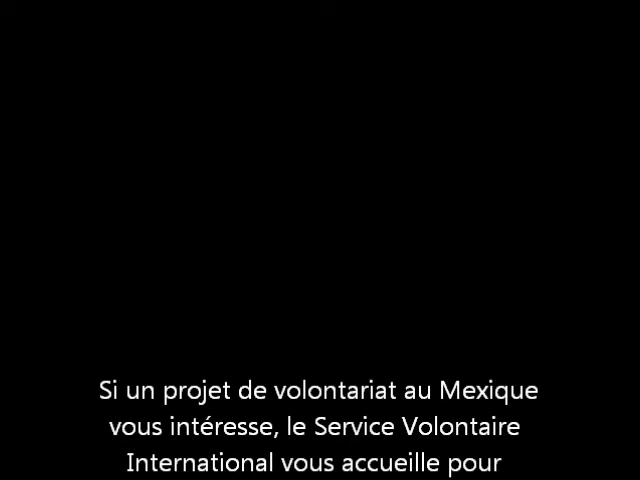 Si un projet de volontariat au Mexique
vous intéresse, le Service Volontaire
International vous accueille pour